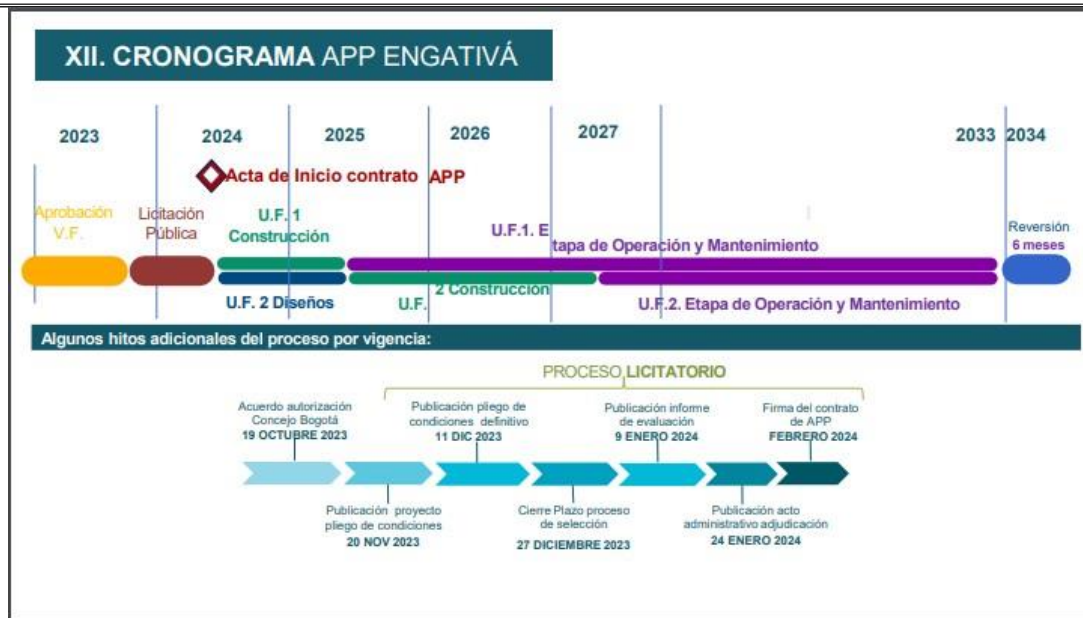 XII. CRONOGRAMA APP ENGATIVÁ
2023
2024
2025
2026
2027
2033
2034
Acta de Inicio contrato APP
Aprobación
V.F.
Licitación
Pública
U.F. 1
Construcción
U.F.1. E
tapa de Operación y Mantenimiento
Reversión
6 meses
U.F. 2 Diseños
U.F.
2 Construcción
U.F.2. Etapa de Operación y Mantenimiento
Algunos hitos adicionales del proceso por vigencia:
PROCESO LICITATORIO
Acuerdo autorización
Concejo Bogotá
19 OCTUBRE 2023
Publicación pliego de
condiciones definitivo
11 DIC 2023
Publicación informe
de evaluación
9 ENERO 2024
Firma del contrato
de APP
FEBRERO 2024
Publicación proyecto
pliego de condiciones
20 NOV 2023
Cierre Plazo proceso
de selección
27 DICIEMBRE 2023
Publicación acto
administrativo adjudicación
24 ENERO 2024